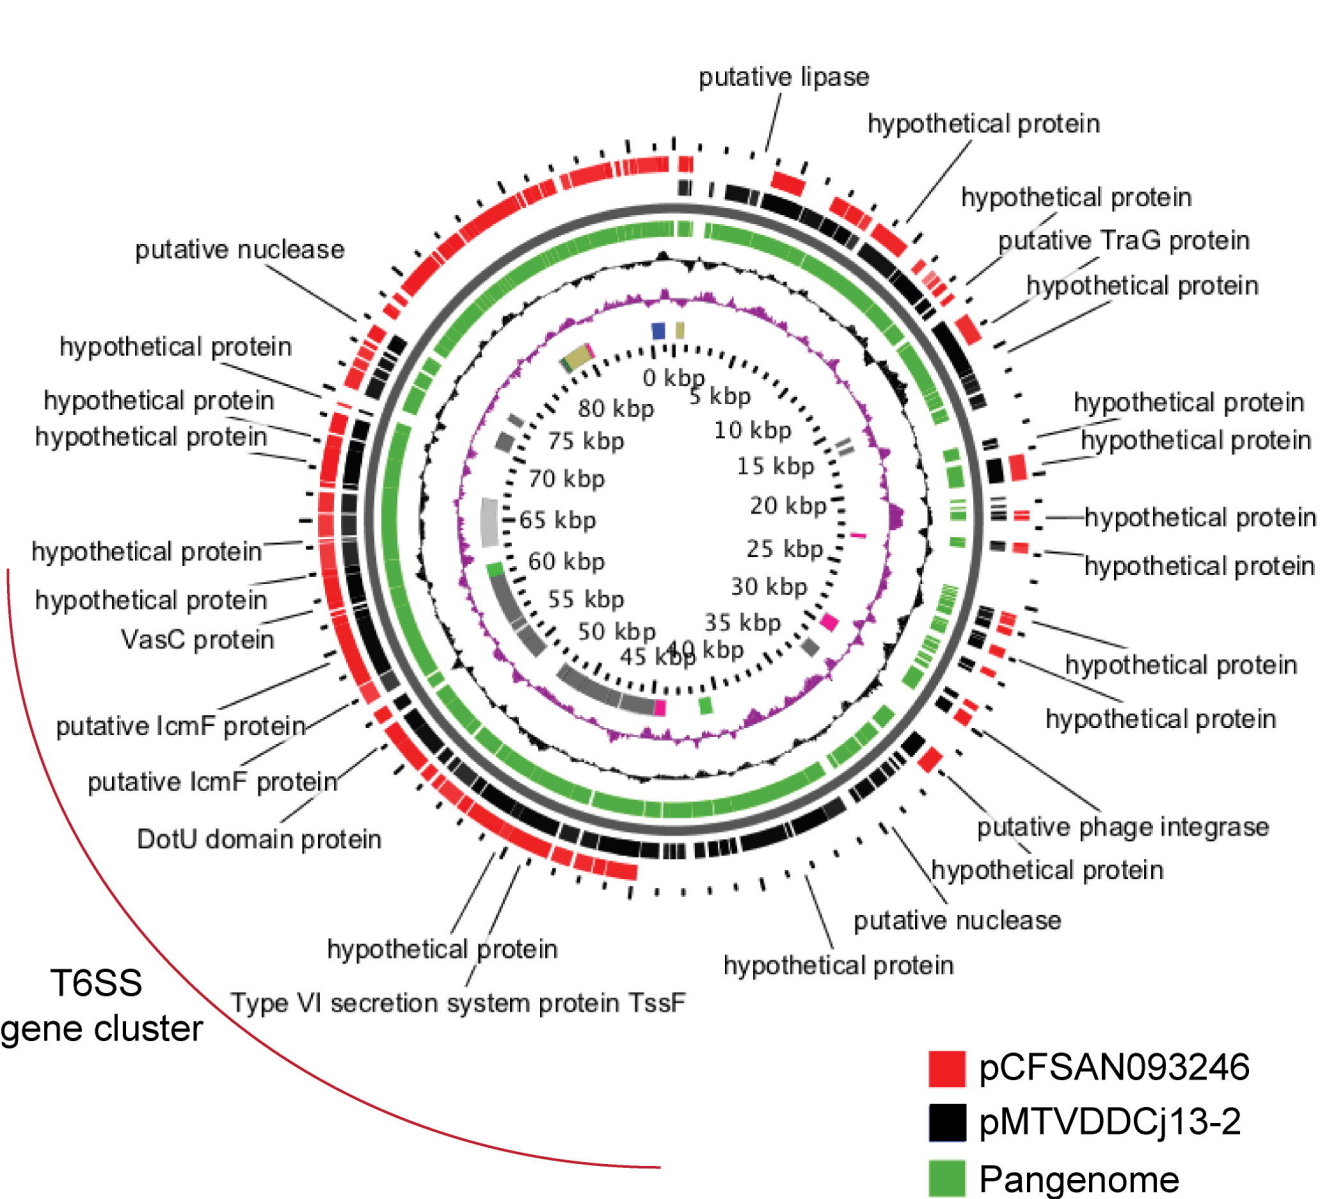 putative lipase
hypothetical protein
hypothetical protein
putative TraG protein
hypothetical protein
hypothetical protein
hypothetical protein
hypothetical protein
hypothetical protein
hypothetical protein
hypothetical protein
putative phage integrase
hypothetical protein
putative nuclease
hypothetical protein
Type VI secretion system protein TssF
hypothetical protein
DotU domain protein
putative IcmF protein
putative IcmF protein
VasC protein
hypothetical protein
hypothetical protein
hypothetical protein
hypothetical protein
hypothetical protein
putative nuclease
0 kbp
5 kbp
10 kbp
15 kbp
20 kbp
25 kbp
30 kbp
35 kbp
40 kbp
45 kbp
50 kbp
55 kbp
60 kbp
65 kbp
70 kbp
75 kbp
80 kbp
T6SS
gene cluster
pCFSAN093246
pMTVDDCj13-2
Pangenome